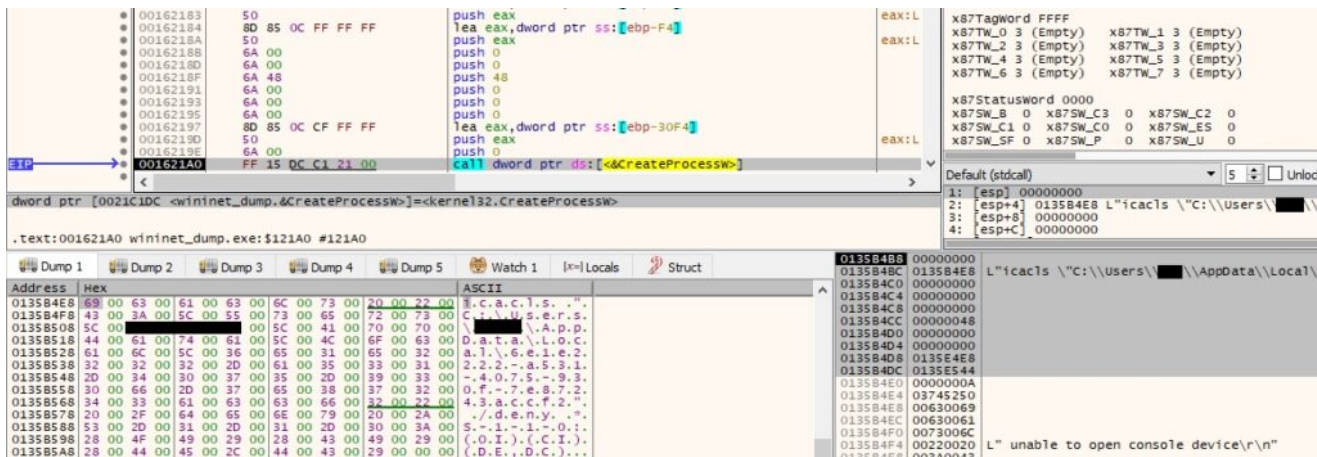 00162183 50 push eax eax:L
00162184 8D 85 0C FF FF FF lea eax,dword ptr ss:[ebp-F4]
0016218A 50 push eax eax:L
0016218B 6A 00 push 0
0016218D 6A 00 push 0
0016218F 6A 48 push 48
00162191 6A 00 push 0
00162193 6A 00 push 0
00162195 6A 00 push 0
00162197 8D 85 0C CF FF FF lea eax,dword ptr ss:[ebp-30F4]
0016219D 50 push eax eax:L
0016219E 6A 00 push 0
EIP 001621A0 FF 15 DC C1 21 00 call dword ptr ds:[<&CreateProcessW>]
dword ptr [0021C1DC <wininet_dump.&CreateProcessW>]=<kernel32.CreateProcessW>
.text:001621A0 wininet_dump.exe:$121A0 #121A0
x87TagWord FFFF
x87TW_0 3 (Empty) x87TW_1 3 (Empty)
x87TW_2 3 (Empty) x87TW_3 3 (Empty)
x87TW_4 3 (Empty) x87TW_5 3 (Empty)
x87TW_6 3 (Empty) x87TW_7 3 (Empty)
x87StatusWord 0000
x87SW_B 0 x87SW_C3 0 x87SW_C2 0
x87SW_C1 0 x87SW_C0 0 x87SW_ES 0
x87SW_SF 0 x87SW_P 0 x87SW_U 0
Default (stdcall) 5 Unloc
1: [esp] 00000000
2: [esp+4] 0135B4E8 L"icacls \"C:\\Users\\ \\
3: [esp+8] 00000000
4: [esp+C] 00000000
Dump 1 Dump 2 Dump 3 Dump 4 Dump 5 Watch 1 [x=] Locals Struct
Address Hex ASCII
0135B4E8 69 00 63 00 61 00 63 00 6C 00 73 00 20 00 22 00 i.c.a.c.l.s. .".
0135B4F8 43 00 3A 00 5C 00 55 00 73 00 65 00 72 00 73 00 C.:.\.U.s.e.r.s.
0135B508 5C 00 00 5C 00 41 00 70 00 70 00 \ .\.A.p.p.
0135B518 44 00 61 00 74 00 61 00 5C 00 4C 00 6F 00 63 00 D.a.t.a.\.L.o.c.
0135B528 61 00 6C 00 5C 00 36 00 65 00 31 00 65 00 32 00 a.l.\.6.e.1.e.2.
0135B538 32 00 32 00 32 00 2D 00 61 00 35 00 33 00 31 00 2.2.2.-.a.5.3.1.
0135B548 2D 00 34 00 30 00 37 00 35 00 2D 00 39 00 33 00 -.4.0.7.5.-.9.3.
0135B558 30 00 66 00 2D 00 37 00 65 00 38 00 37 00 32 00 0.f.-.7.e.8.7.2.
0135B568 34 00 33 00 61 00 63 00 63 00 66 00 32 00 22 00 4.3.a.c.c.f.2.".
0135B578 20 00 2F 00 64 00 65 00 6E 00 79 00 20 00 2A 00 ./.d.e.n.y. .*.
0135B588 53 00 2D 00 31 00 2D 00 31 00 2D 00 30 00 3A 00 S.-.1.-.1.-.0.:.
0135B598 28 00 4F 00 49 00 29 00 28 00 43 00 49 00 29 00 (.O.I.).(.C.I.).
0135B5A8 28 00 44 00 45 00 2C 00 44 00 43 00 29 00 00 00 (.D.E.,.D.C.)...
0135B4B8 00000000
0135B4BC 0135B4E8 L"icacls \"C:\\Users\\ \\AppData\\Local\
0135B4C0 00000000
0135B4C4 00000000
0135B4C8 00000000
0135B4CC 00000048
0135B4D0 00000000
0135B4D4 00000000
0135B4D8 0135E4E8
0135B4DC 0135E544
0135B4E0 0000000A
0135B4E4 03745250
0135B4E8 00630069
0135B4EC 00630061
0135B4F0 0073006C
0135B4F4 00220020 L" unable to open console device\r\n"
0135B4F8 003A0043